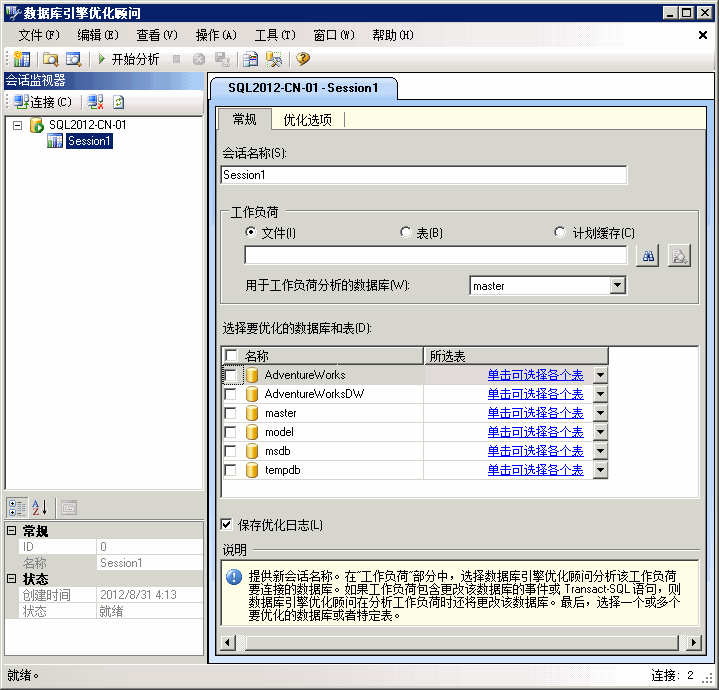 数据库引擎优化顾问
文件(F) 编辑(E) 查看(V) 操作(A) 工具(T) 窗口(W) 帮助(H)
开始分析
会话监视器
连接(C)
SQL2012-CN-01
Session1
SQL2012-CN-01 - Session1
常规 优化选项
会话名称(S):
Session1
工作负荷
文件(I) 表(B) 计划缓存(C)
用于工作负荷分析的数据库(W): master
选择要优化的数据库和表(D):
名称 所选表
AdventureWorks 单击可选择各个表
AdventureWorksDW 单击可选择各个表
master 单击可选择各个表
model 单击可选择各个表
msdb 单击可选择各个表
tempdb 单击可选择各个表
保存优化日志(L)
说明
提供新会话名称。在“工作负荷”部分中，选择数据库引擎优化顾问分析该工作负荷
要连接的数据库。如果工作负荷包含更改该数据库的事件或 Transact-SQL 语句，则
数据库引擎优化顾问在分析工作负荷时还将更改该数据库。最后，选择一个或多个
要优化的数据库或者特定表。
常规
ID 0
名称 Session1
状态
创建时间 2012/8/31 4:13
状态 就绪
就绪。 连接: 2